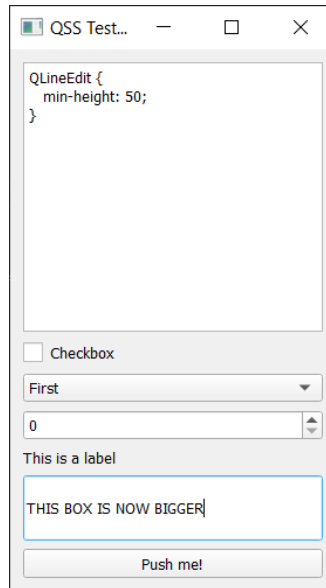 QSS Test...
QLineEdit {
min-height: 50;
}
Checkbox
First
0
This is a label
THIS BOX IS NOW BIGGER
Push me!